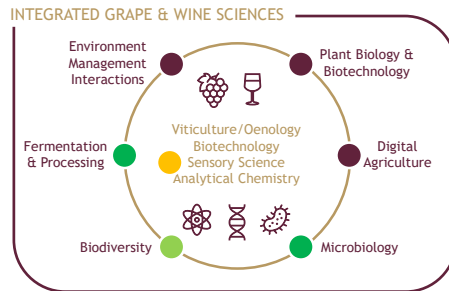 INTEGRATED GRAPE & WINE SCIENCES
Environment
Management
Interactions
Plant Biology &
Biotechnology
Viticulture/Oenology
Biotechnology
Sensory Science
Analytical Chemistry
Fermentation
& Processing
Digital
Agriculture
Biodiversity
Microbiology